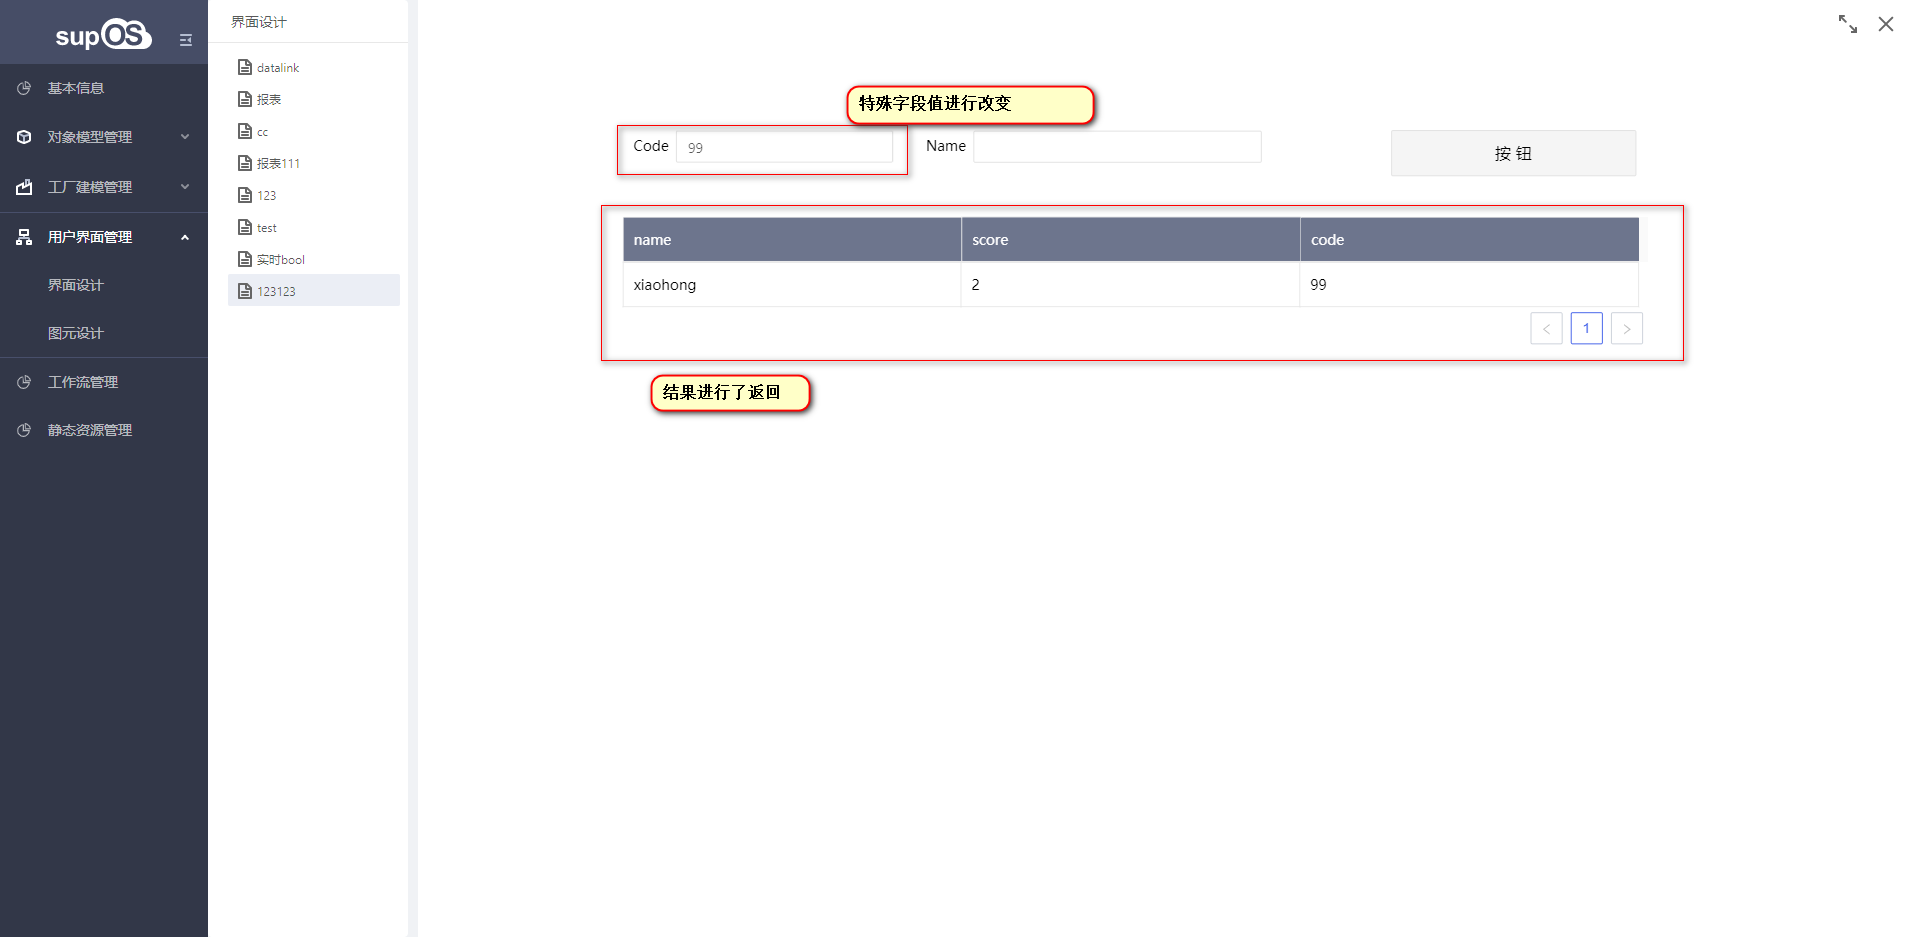 supOS
基本信息
对象模型管理
工厂建模管理
用户界面管理
界面设计
图元设计
工作流管理
静态资源管理
界面设计
datalink
报表
cc
报表111
123
test
实时bool
123123
特殊字段值进行改变
Code 99 Name 按 钮
name score code
xiaohong 2 99
< 1 >
结果进行了返回